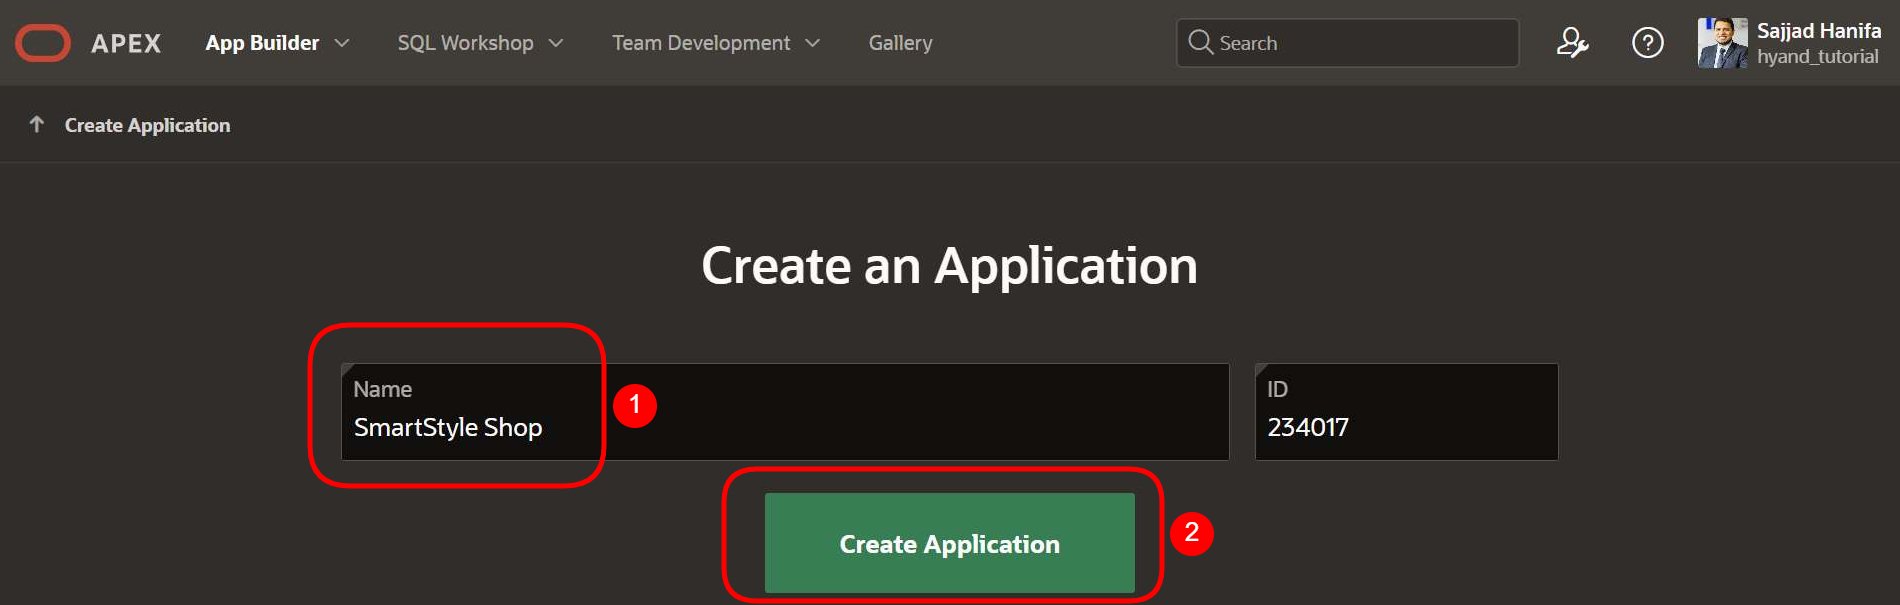 APEX App Builder SQL Workshop Team Development Gallery Search ? Sajjad Hanifa
hyand_tutorial
Create Application
Create an Application
Name
SmartStyle Shop
1
ID
234017
Create Application
2